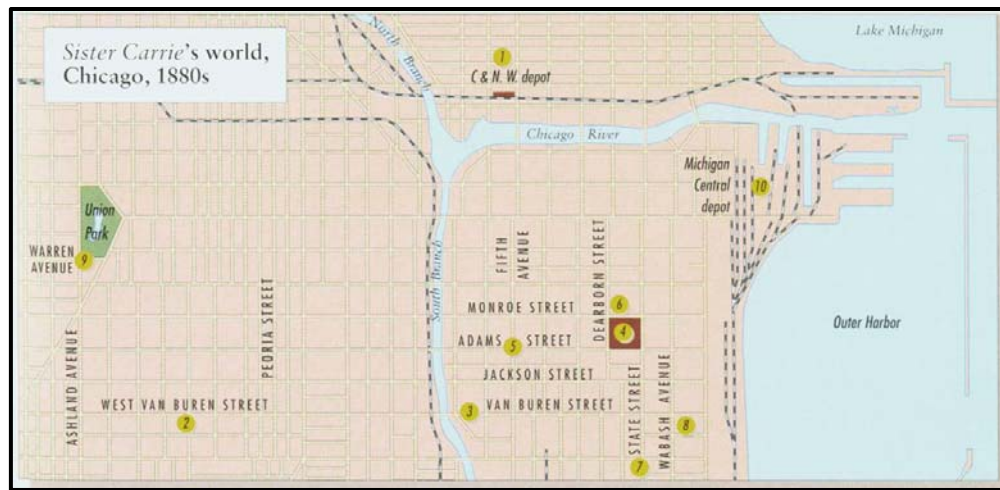 Sister Carrie's world,
Chicago, 1880s
North Branch
1
C & N. W. depot
Lake Michigan
Chicago River
Michigan
Central
depot
10
Union
Park
WARREN
AVENUE
9
South Branch
FIFTH
AVENUE
DEARBORN STREET
MONROE STREET
6
4
ADAMS STREET
5
Outer Harbor
PEORIA STREET
ASHLAND AVENUE
JACKSON STREET
WEST VAN BUREN STREET
2
3
VAN BUREN STREET
STATE STREET
WABASH AVENUE
8
7